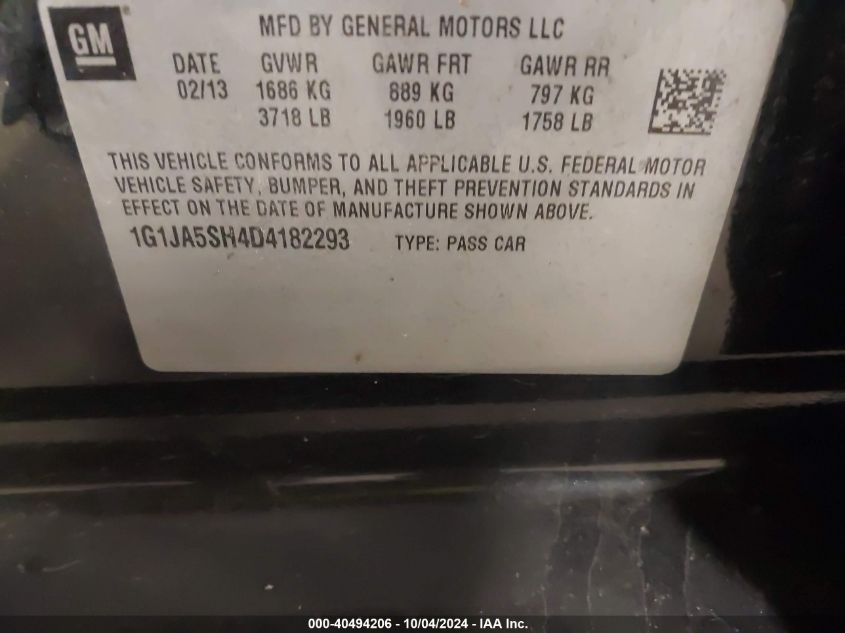 GM
MFD BY GENERAL MOTORS LLC
DATE GVWR GAWR FRT GAWR RR
02/13 1686 KG 889 KG 797 KG
3718 LB 1960 LB 1758 LB
THIS VEHICLE CONFORMS TO ALL APPLICABLE U.S. FEDERAL MOTOR
VEHICLE SAFETY, BUMPER, AND THEFT PREVENTION STANDARDS IN
EFFECT ON THE DATE OF MANUFACTURE SHOWN ABOVE.
1G1JA5SH4D4182293 TYPE: PASS CAR
000-40494206 - 10/04/2024 - IAA Inc.